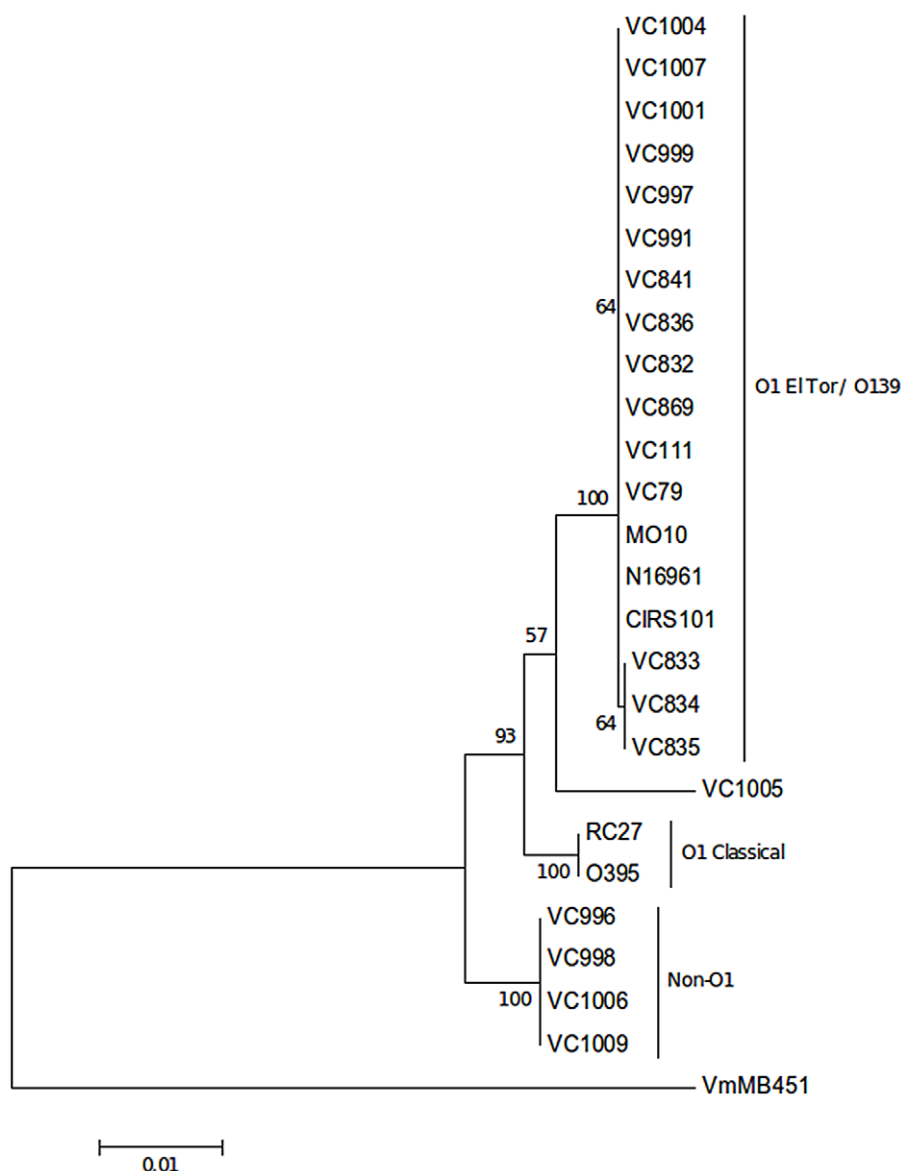 VC1004
VC1007
VC1001
VC999
VC997
VC991
VC841
64
VC836
VC832
O1 El Tor/ O139
VC869
VC111
VC79
100
MO10
N16961
CIRS101
57
VC833
VC834
64
93
VC835
VC1005
RC27
O1 Classical
100
O395
VC996
VC998
Non-O1
100
VC1006
VC1009
VmMB451
0.01